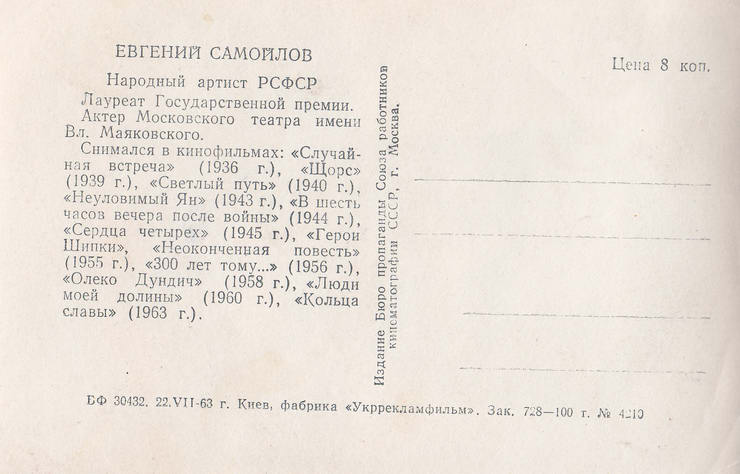 ЕВГЕНИЙ САМОЙЛОВ
Народный артист РСФСР
Лауреат Государственной премии.
Актер Московского театра имени
Вл. Маяковского.
Снимался в кинофильмах: «Случай-
ная встреча» (1936 г.), «Щорс»
(1939 г.), «Светлый путь» (1940 г.),
«Неуловимый Ян» (1943 г.), «В шесть
часов вечера после войны» (1944 г.),
«Сердца четырех» (1945 г.), «Герои
Шипки», «Неоконченная повесть»
(1955 г.), «300 лет тому...» (1956 г.),
«Олеко Дундич» (1958 г.), «Люди
моей долины» (1960 г.), «Кольца
славы» (1963 г.).
Издание Бюро пропаганды Союза работников
кинематографии СССР, г. Москва.
Цена 8 коп.
БФ 30432. 22.VII-63 г. Киев, фабрика «Укррекламфильм». Зак. 728—100 г. №